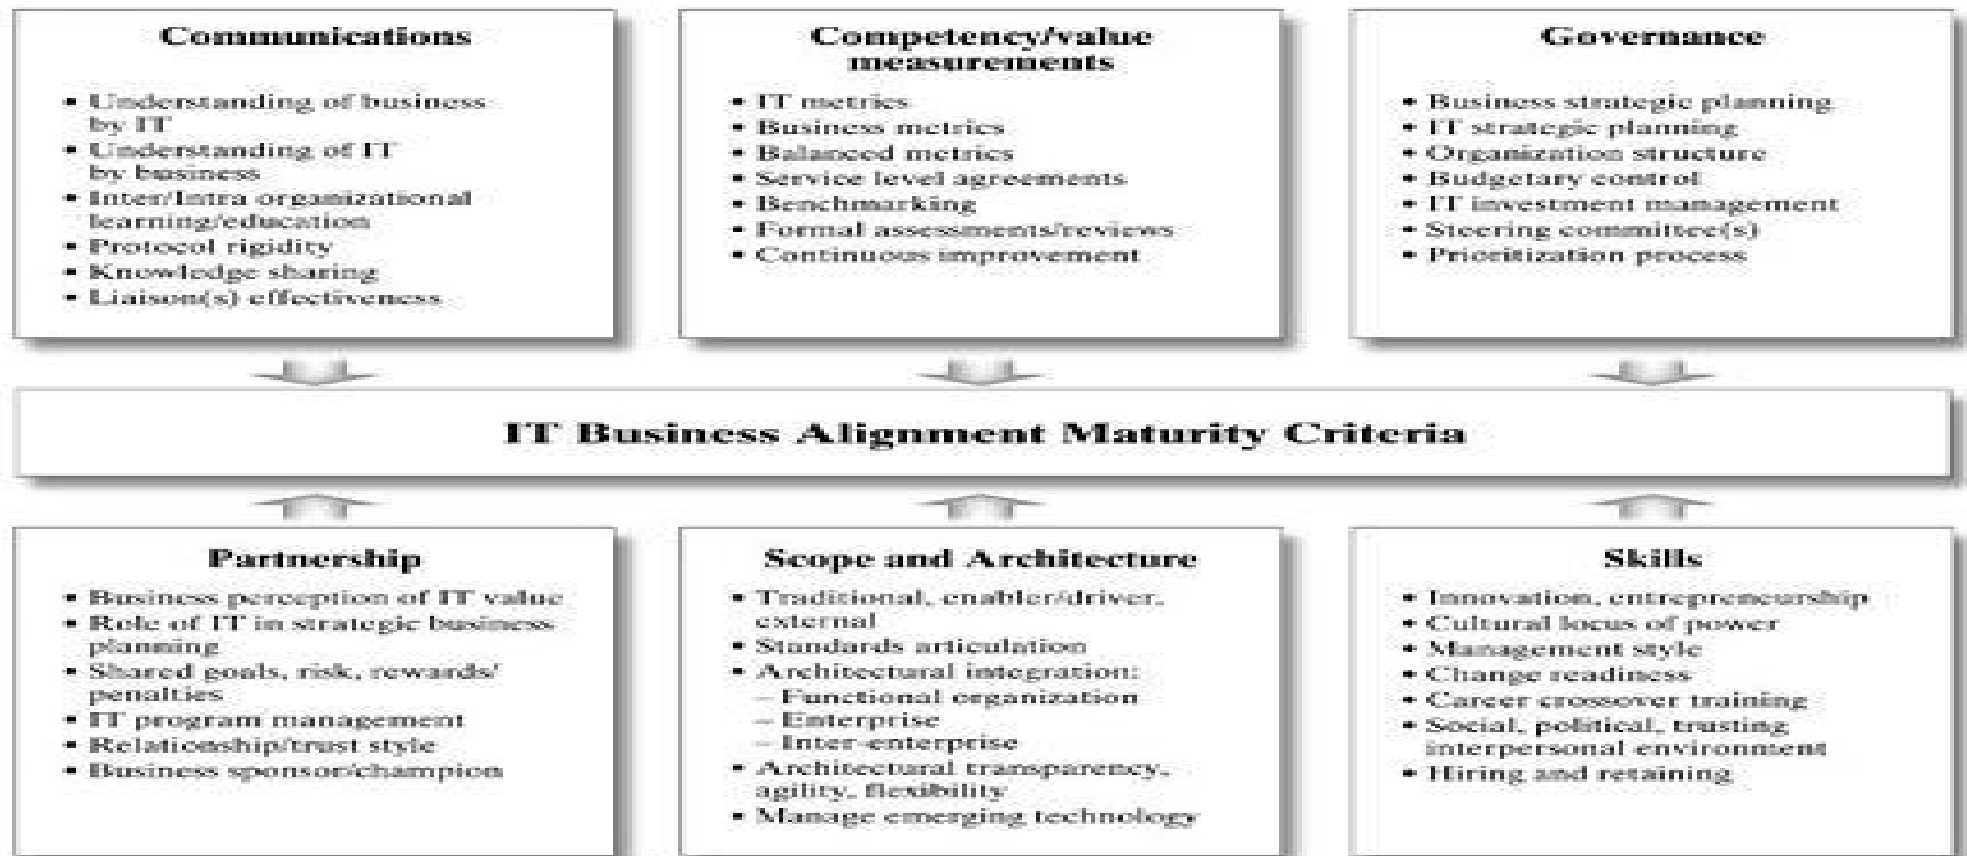 Communications
• Understanding of business
by IT
• Understanding of IT
by business
• Inter/Intra organizational
learning/education
• Protocol rigidity
• Knowledge sharing
• Liaison(s) effectiveness
Competency/value
measurements
• IT metrics
• Business metrics
• Balanced metrics
• Service level agreements
• Benchmarking
• Formal assessments/reviews
• Continuous improvement
Governance
• Business strategic planning
• IT strategic planning
• Organization structure
• Budgetary control
• IT investment management
• Steering committee(s)
• Prioritization process
IT Business Alignment Maturity Criteria
Partnership
• Business perception of IT value
• Role of IT in strategic business
planning
• Shared goals, risk, rewards/
penalties
• IT program management
• Relationship/trust style
• Business sponsor/champion
Scope and Architecture
• Traditional, enabler/driver,
external
• Standards articulation
• Architectural integration:
– Functional organization
– Enterprise
– Inter-enterprise
• Architectural transparency,
agility, flexibility
• Manage emerging technology
Skills
• Innovation, entrepreneurship
• Cultural locus of power
• Management style
• Change readiness
• Career crossover training
• Social, political, trusting
interpersonal environment
• Hiring and retaining